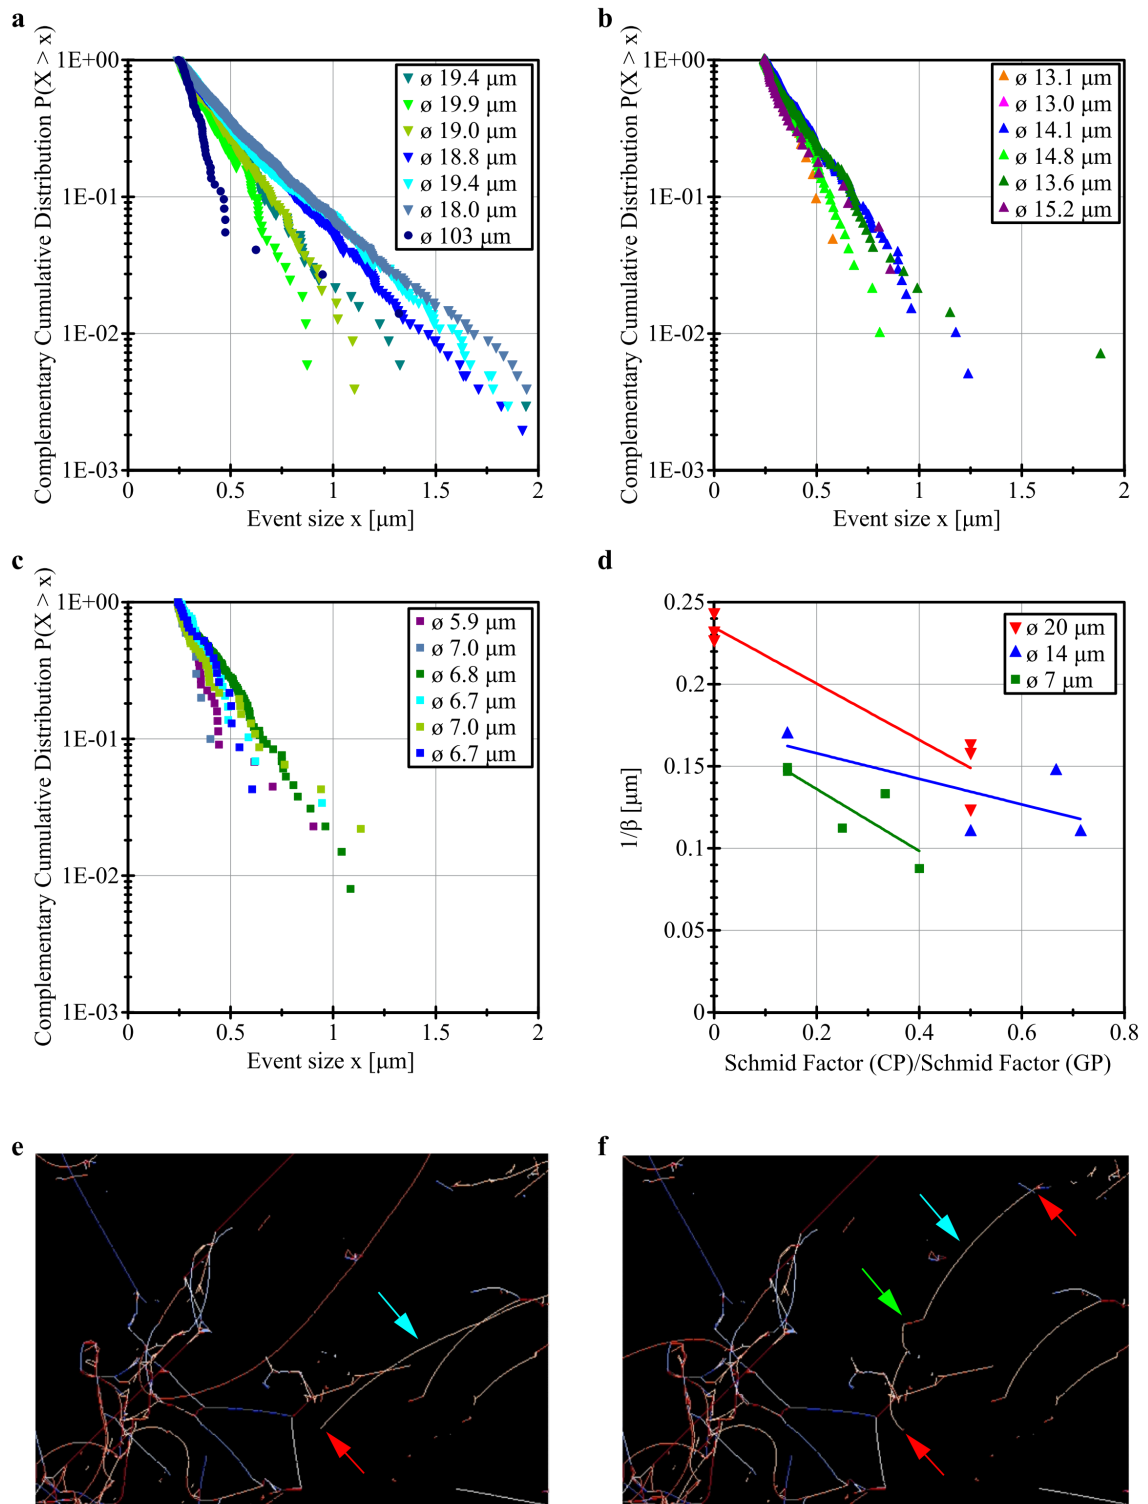 a
Complementary Cumulative Distribution P(X > x)
1E+00
1E-01
1E-02
1E-03
0
0.5
1
1.5
2
Event size x [μm]
ø 19.4 μm
ø 19.9 μm
ø 19.0 μm
ø 18.8 μm
ø 19.4 μm
ø 18.0 μm
ø 103 μm
b
Complementary Cumulative Distribution P(X > x)
1E+00
1E-01
1E-02
1E-03
0
0.5
1
1.5
2
Event size x [μm]
ø 13.1 μm
ø 13.0 μm
ø 14.1 μm
ø 14.8 μm
ø 13.6 μm
ø 15.2 μm
c
Complementary Cumulative Distribution P(X > x)
1E+00
1E-01
1E-02
1E-03
0
0.5
1
1.5
2
Event size x [μm]
ø 5.9 μm
ø 7.0 μm
ø 6.8 μm
ø 6.7 μm
ø 7.0 μm
ø 6.7 μm
d
1/β [μm]
0.25
0.2
0.15
0.1
0.05
0
0
0.2
0.4
0.6
0.8
Schmid Factor (CP)/Schmid Factor (GP)
ø 20 μm
ø 14 μm
ø 7 μm
e
f